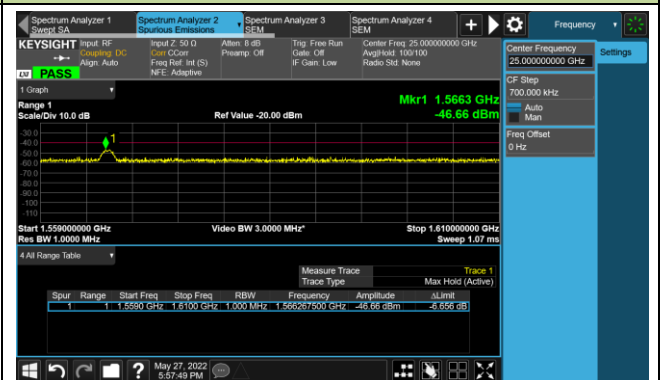 Spectrum Analyzer 1
Swept SA
Spectrum Analyzer 2
Spurious Emissions
Spectrum Analyzer 3
SEM
Spectrum Analyzer 4
SEM
+
Frequency
KEYSIGHT
Input: RF
Coupling: DC
Align: Auto
Input Z: 50 Ω
Corr CCorr
Freq Ref: Int (S)
NFE: Adaptive
Atten: 8 dB
Preamp: Off
Trig: Free Run
Gate: Off
IF Gain: Low
Center Freq: 25.000000000 GHz
Avg|Hold: 100/100
Radio Std: None
LXI PASS
Center Frequency
25.000000000 GHz
Settings
CF Step
700.000 kHz
Auto
Man
Freq Offset
0 Hz
1 Graph
Range 1
Scale/Div 10.0 dB
Ref Value -20.00 dBm
Mkr1 1.5663 GHz
-46.66 dBm
1
-30.0
-40.0
-50.0
-60.0
-70.0
-80.0
-90.0
-100
-110
Start 1.559000000 GHz
Video BW 3.0000 MHz*
Stop 1.610000000 GHz
Res BW 1.0000 MHz
Sweep 1.07 ms
4 All Range Table
Measure Trace Trace 1
Trace Type Max Hold (Active)
Spur Range Start Freq Stop Freq RBW Frequency Amplitude ΔLimit
1 1 1.5590 GHz 1.6100 GHz 1.000 MHz 1.566267500 GHz -46.66 dBm -6.656 dB
?
May 27, 2022
5:57:49 PM